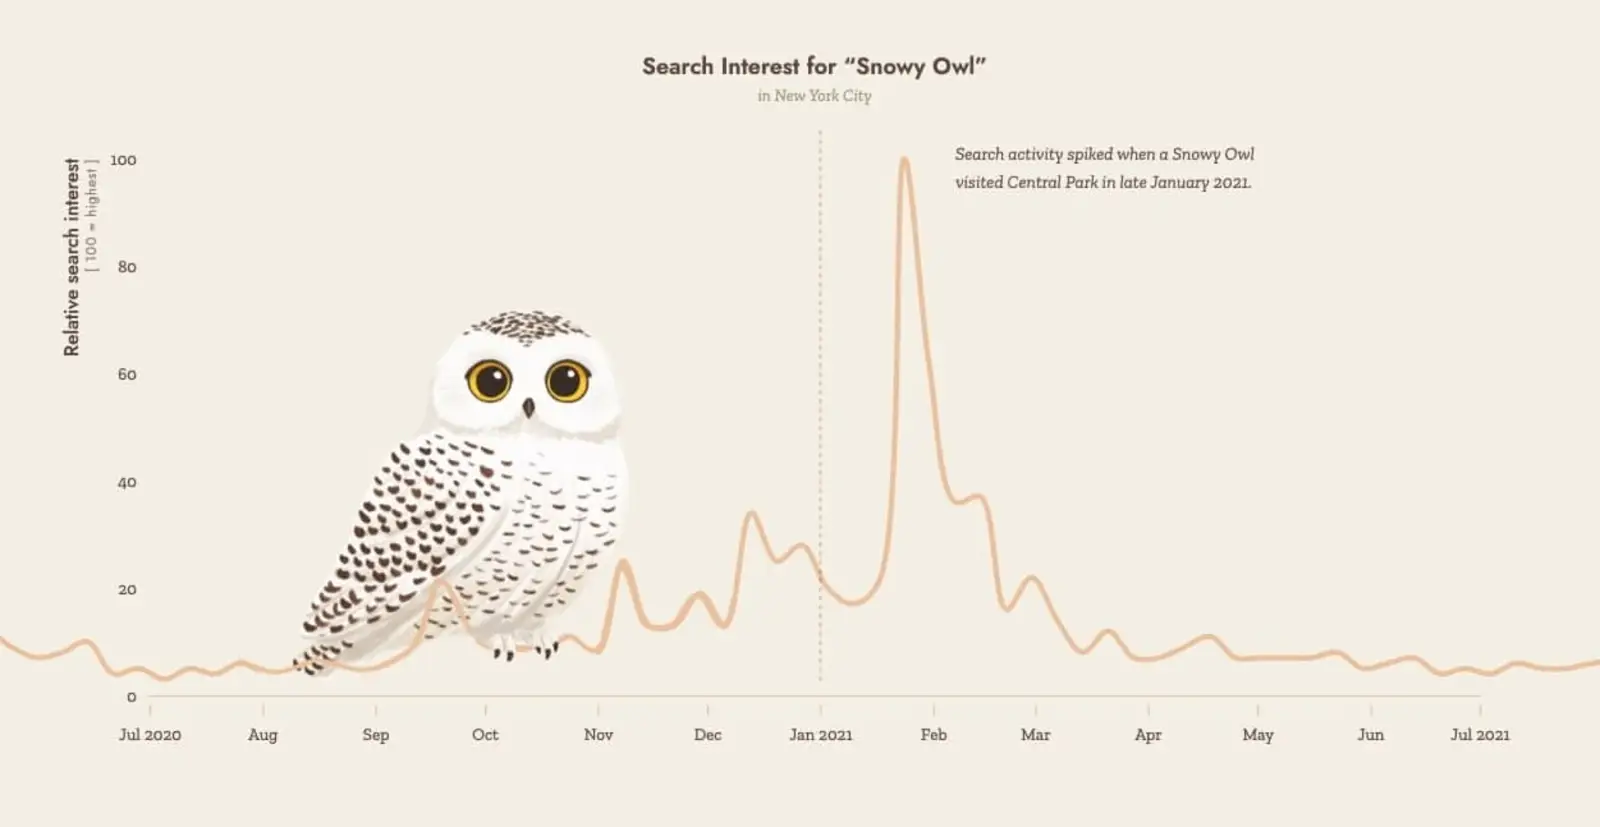 Search Interest for “Snowy Owl”
in New York City
Search activity spiked when a Snowy Owl
visited Central Park in late January 2021.
Relative search interest
[ 100 = highest ]
100
80
60
40
20
0
Jul 2020 Aug Sep Oct Nov Dec Jan 2021 Feb Mar Apr May Jun Jul 2021